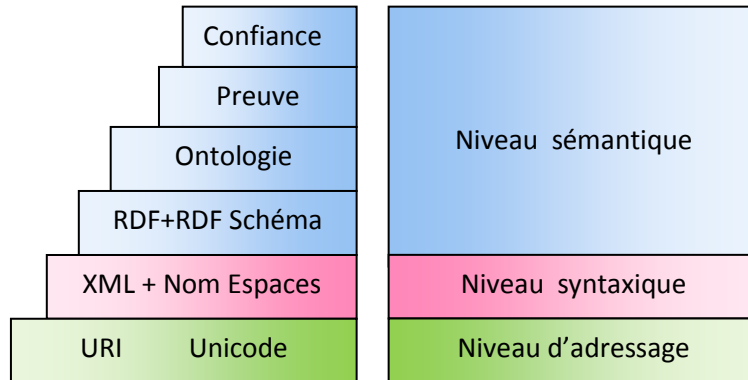 Confiance
Preuve
Ontologie
RDF+RDF Schéma
XML + Nom Espaces
URI Unicode
Niveau sémantique
Niveau syntaxique
Niveau d’adressage